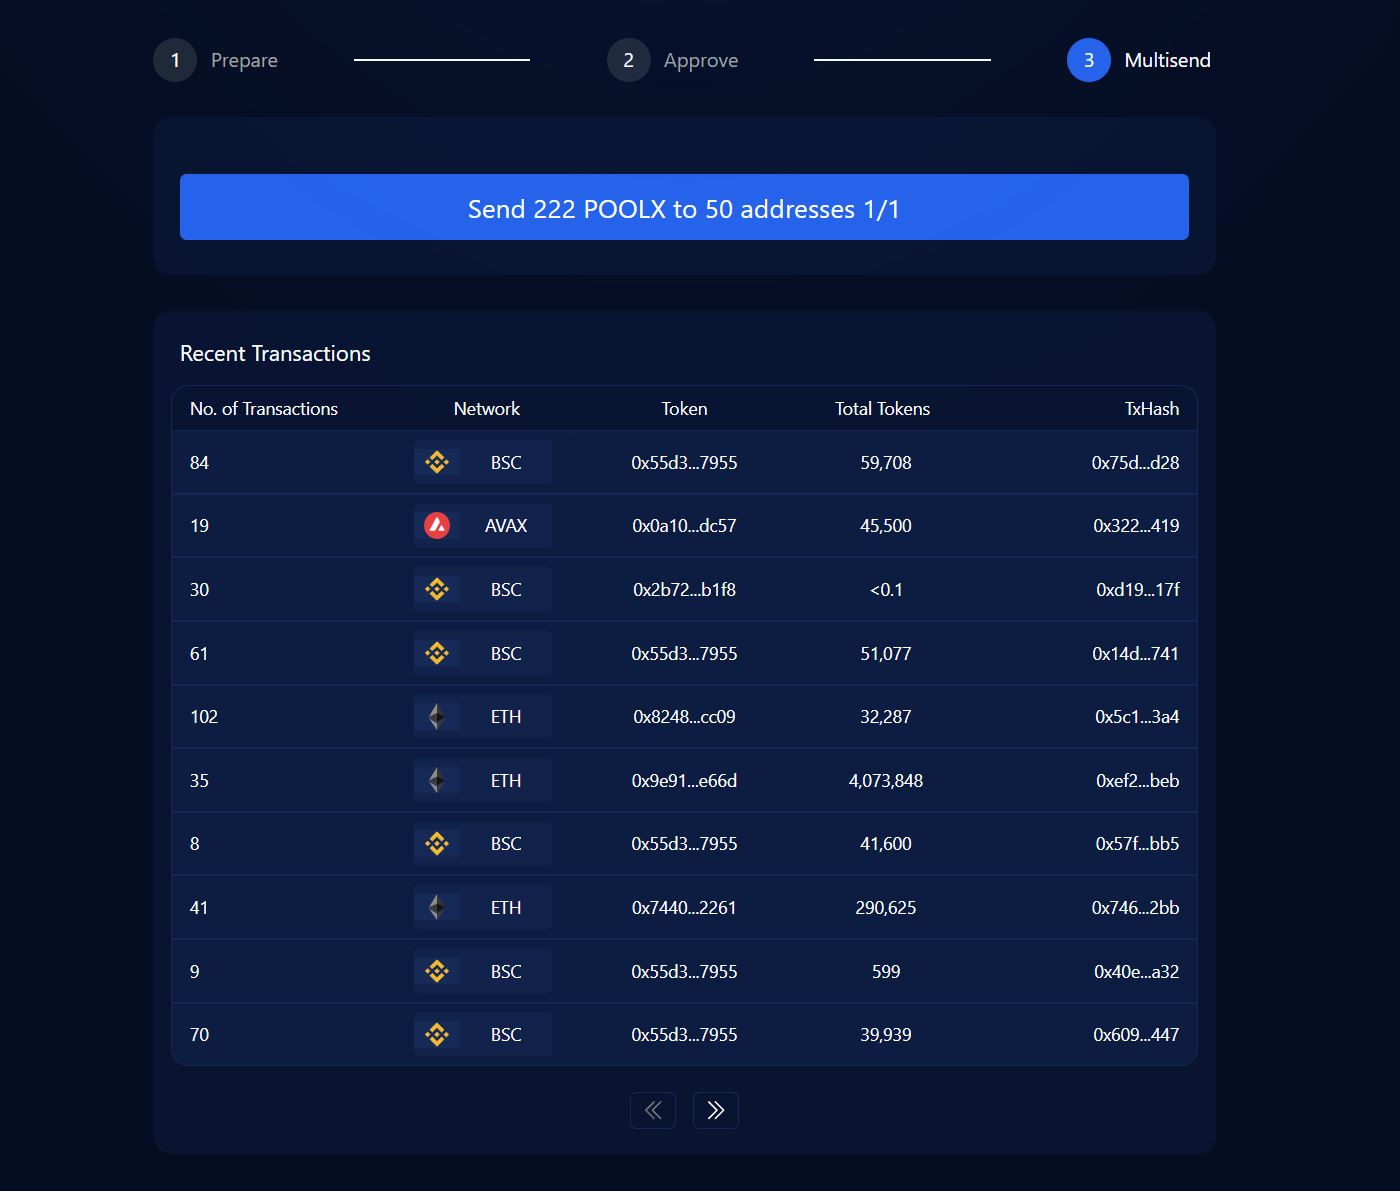 1 Prepare 2 Approve 3 Multisend
Send 222 POOLX to 50 addresses 1/1
Recent Transactions
No. of Transactions Network Token Total Tokens TxHash
84 BSC 0x55d3...7955 59,708 0x75d...d28
19 AVAX 0x0a10...dc57 45,500 0x322...419
30 BSC 0x2b72...b1f8 <0.1 0xd19...17f
61 BSC 0x55d3...7955 51,077 0x14d...741
102 ETH 0x8248...cc09 32,287 0x5c1...3a4
35 ETH 0x9e91...e66d 4,073,848 0xef2...beb
8 BSC 0x55d3...7955 41,600 0x57f...bb5
41 ETH 0x7440...2261 290,625 0x746...2bb
9 BSC 0x55d3...7955 599 0x40e...a32
70 BSC 0x55d3...7955 39,939 0x609...447